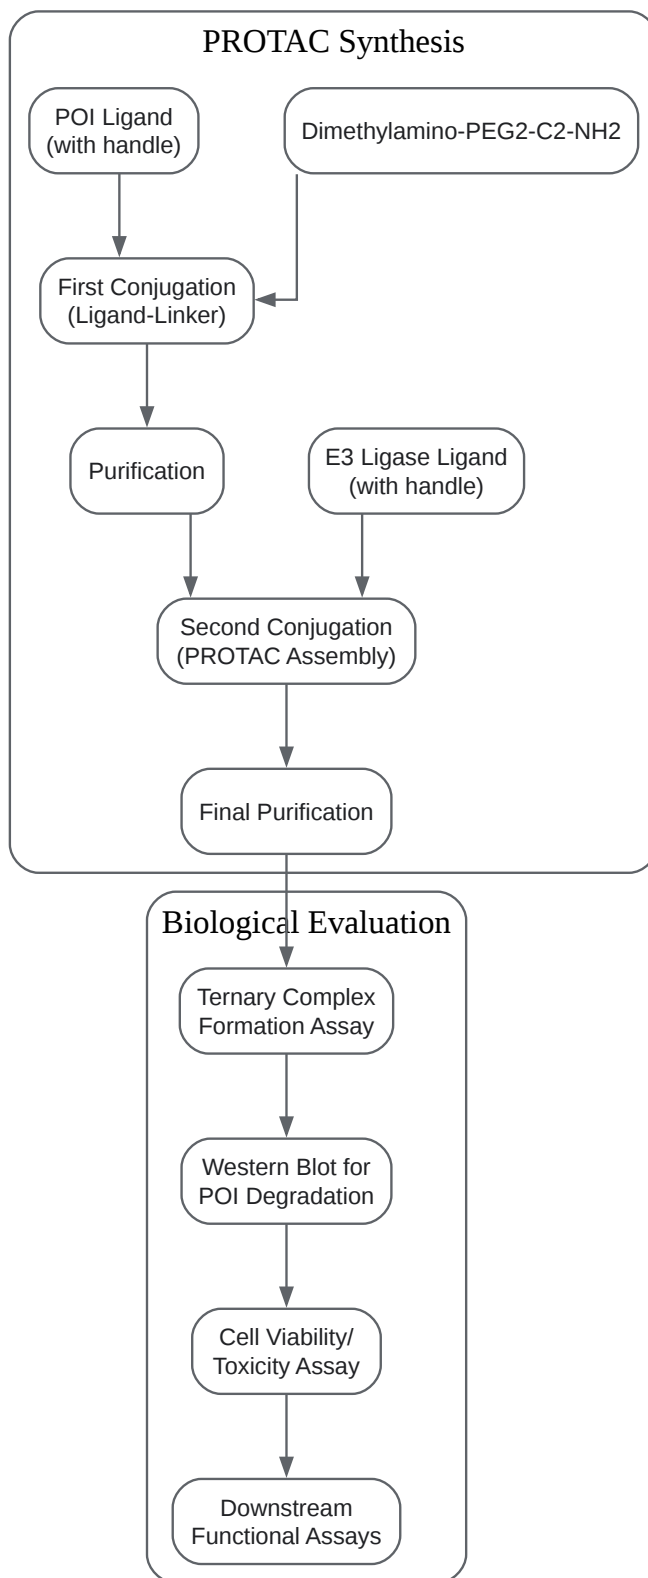 PROTAC Synthesis
POI Ligand
(with handle)
Dimethylamino-PEG2-C2-NH2
First Conjugation
(Ligand-Linker)
Purification
E3 Ligase Ligand
(with handle)
Second Conjugation
(PROTAC Assembly)
Final Purification
Biological Evaluation
Ternary Complex
Formation Assay
Western Blot for
POI Degradation
Cell Viability/
Toxicity Assay
Downstream
Functional Assays